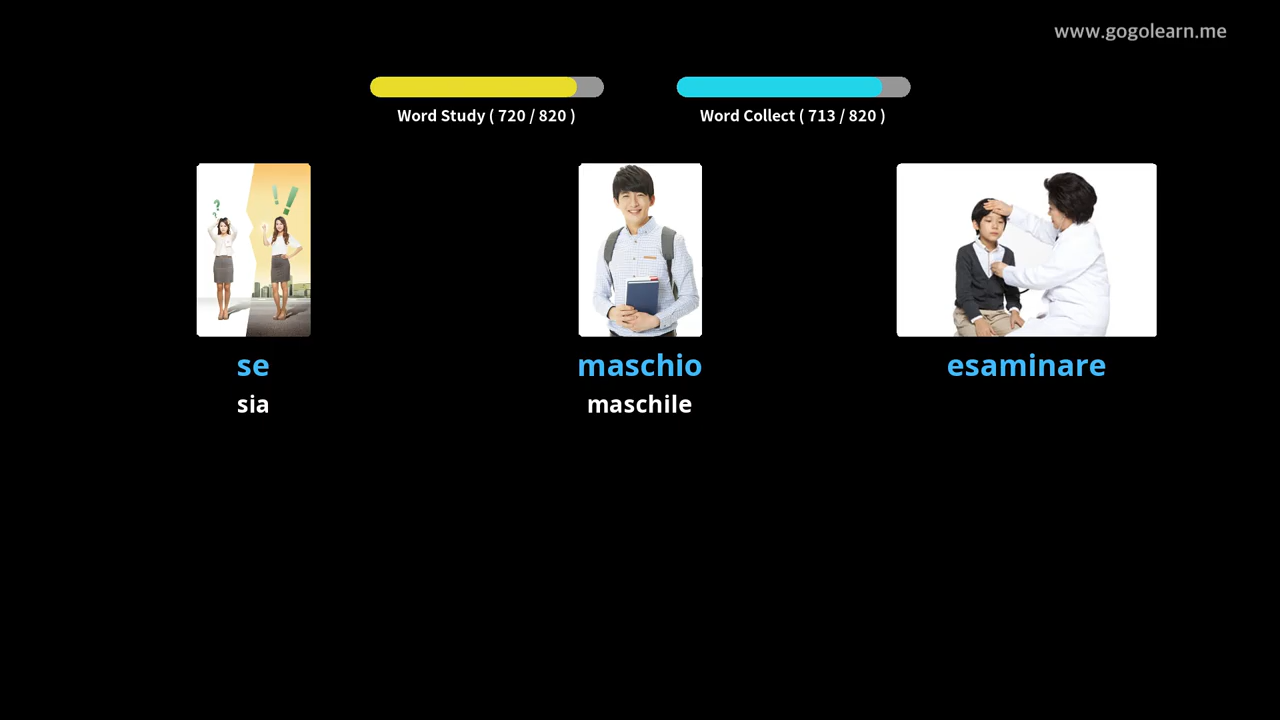 www.gogolearn.me
Word Study ( 720 / 820 )
Word Collect ( 713 / 820 )
se
sia
maschio
maschile
esaminare